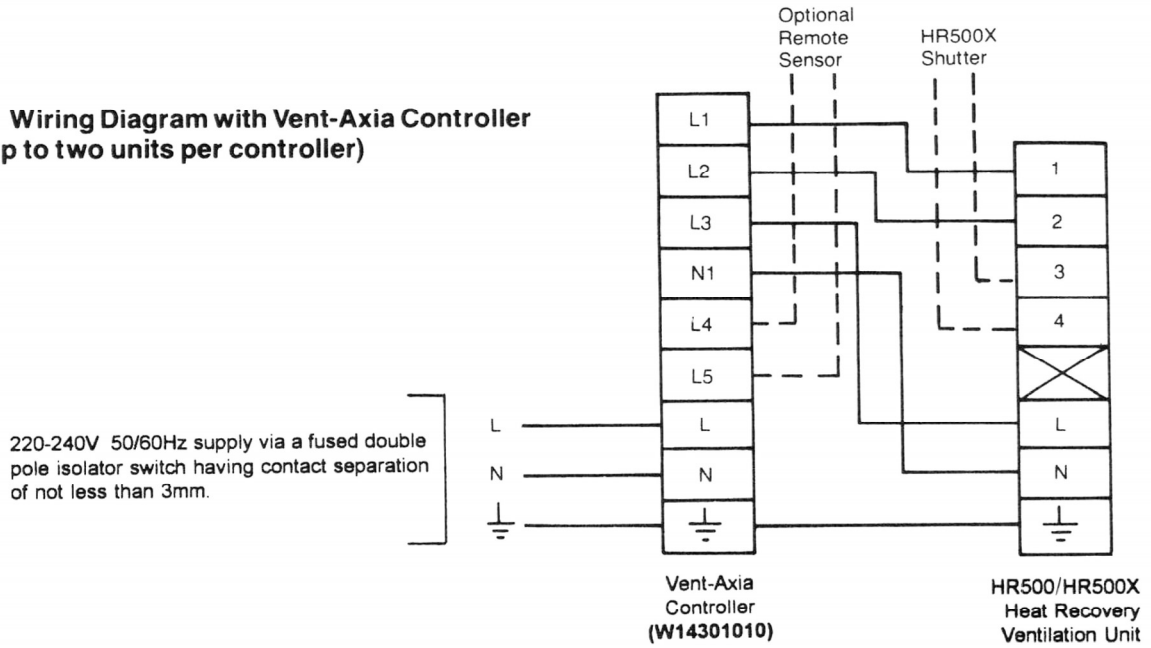 Optional
Remote
Sensor
HR500X
Shutter
Wiring Diagram with Vent-Axia Controller
p to two units per controller)
L1
L2
L3
N1
L4
L5
L
N
1
2
3
4
L
N
L
N
220-240V 50/60Hz supply via a fused double
pole isolator switch having contact separation
of not less than 3mm.
Vent-Axia
Controller
(W14301010)
HR500/HR500X
Heat Recovery
Ventilation Unit